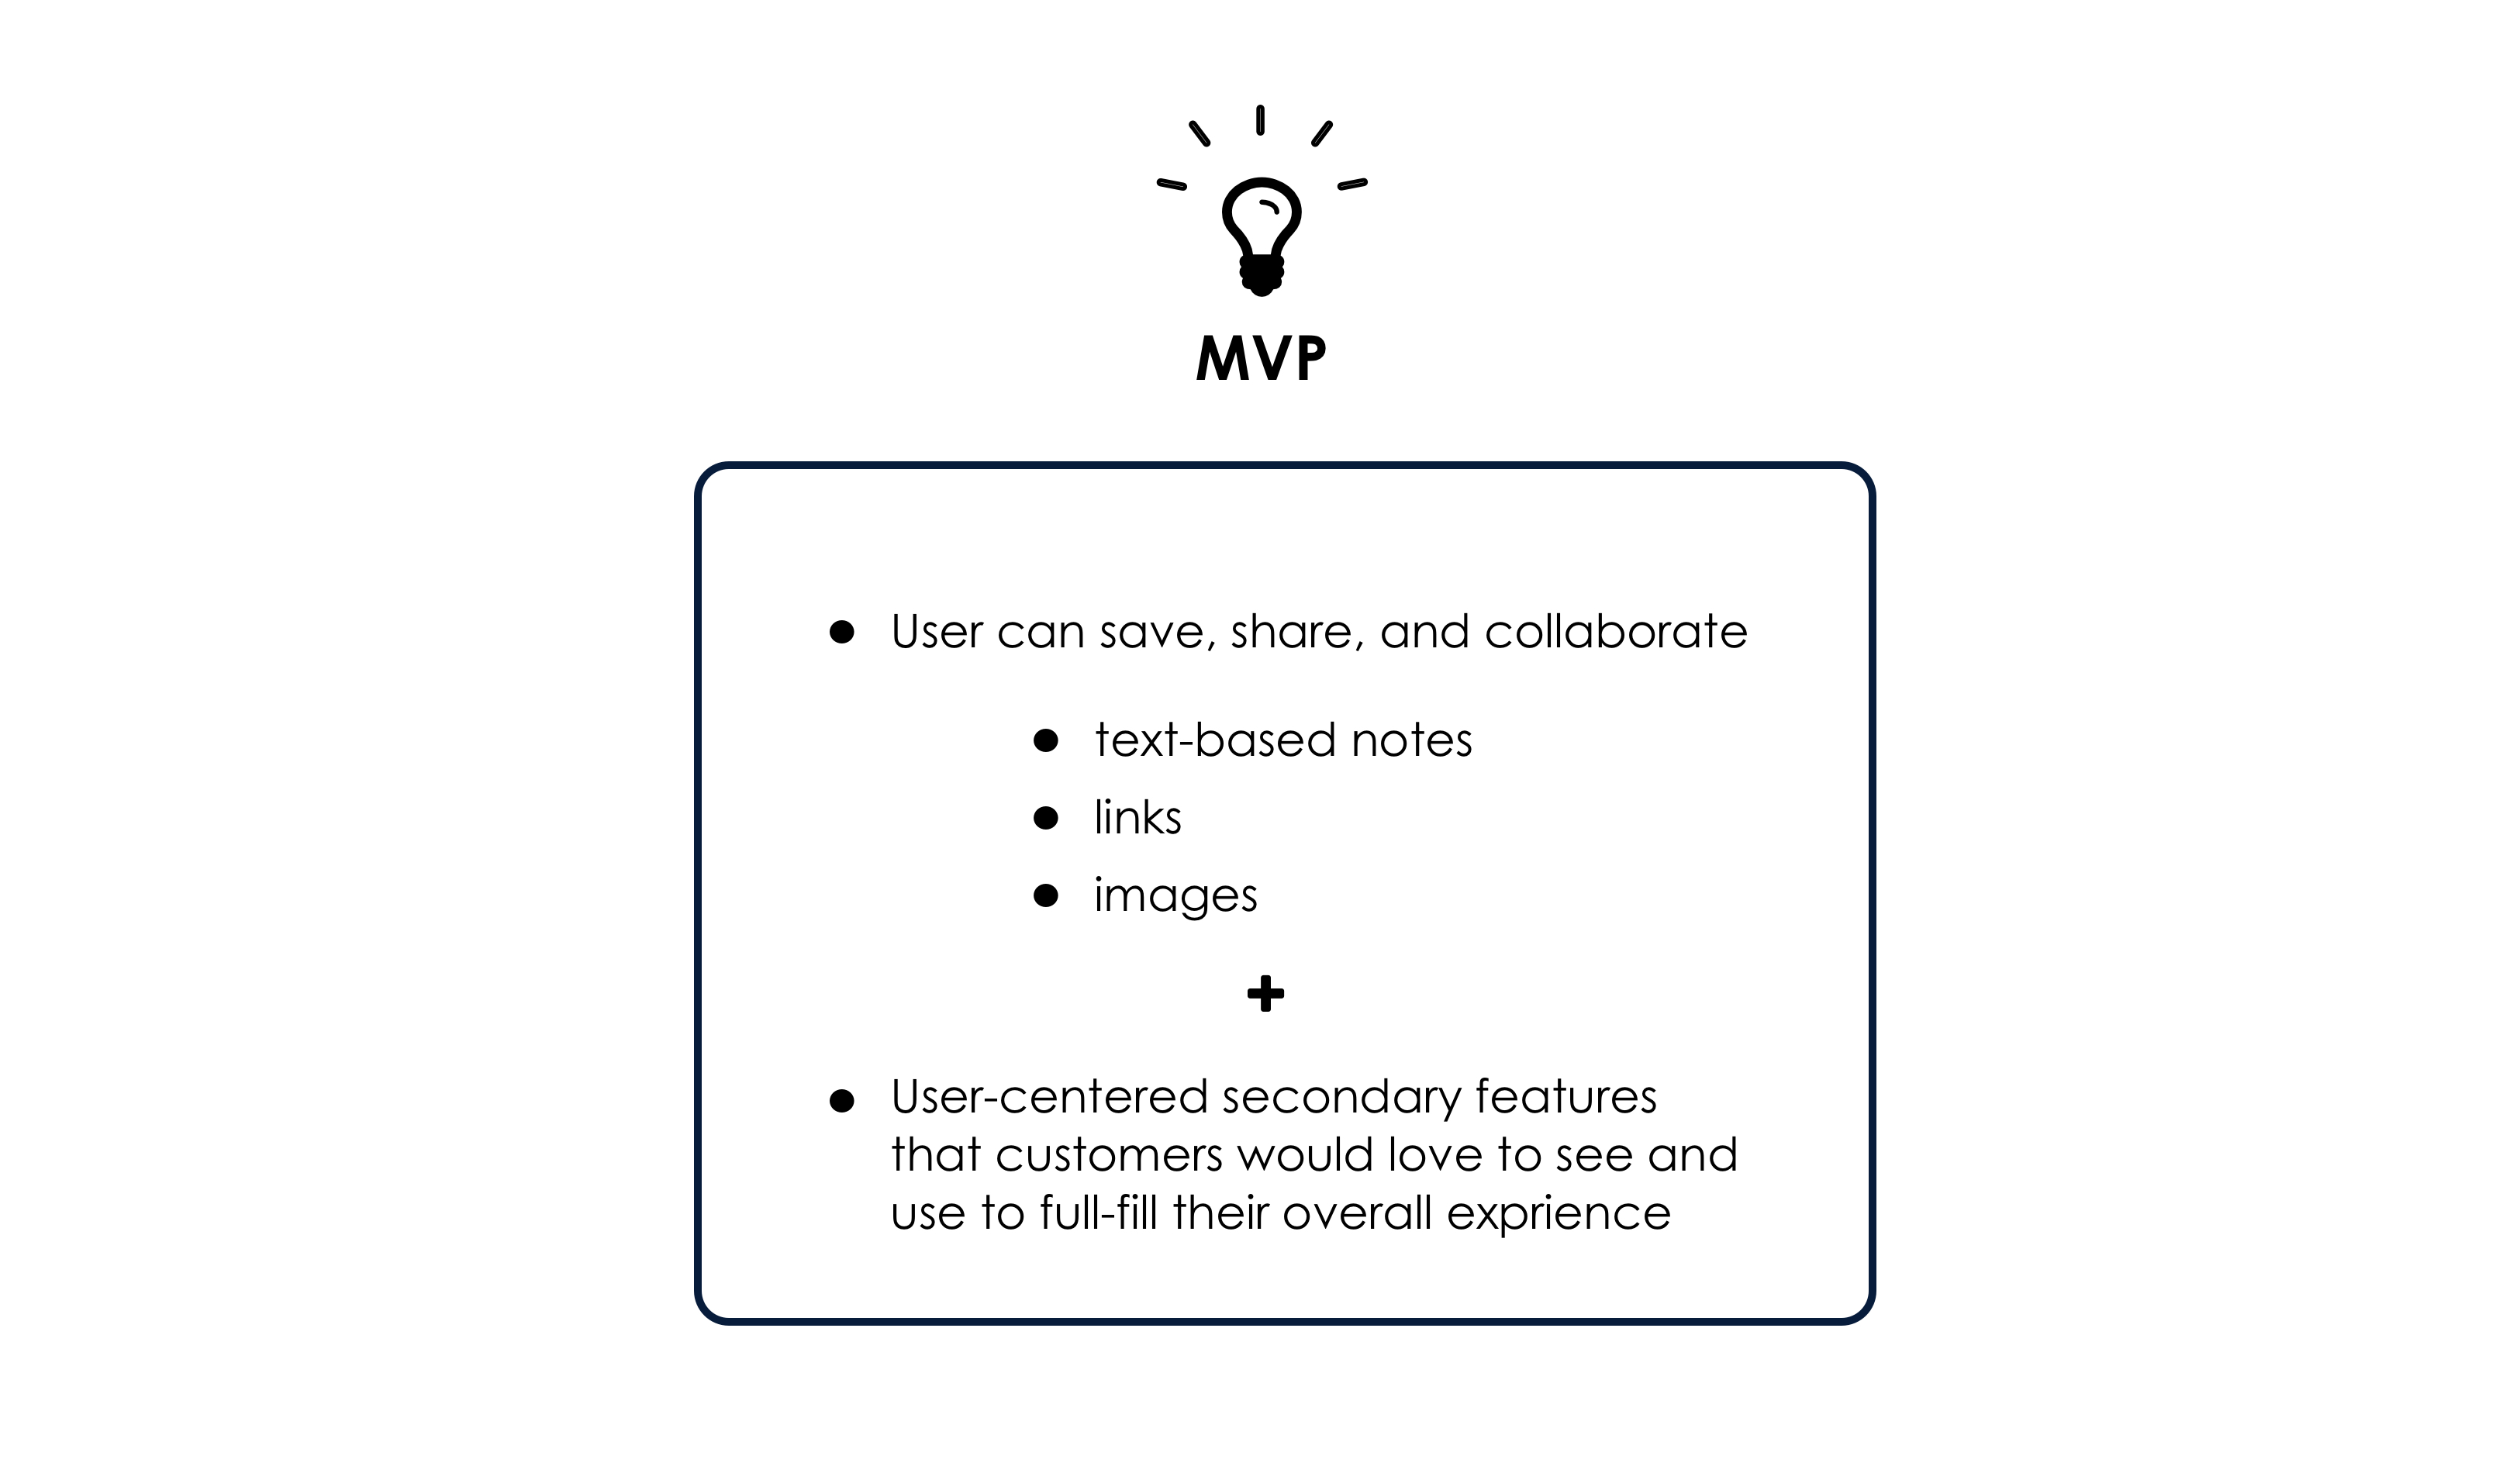 MVP
• User can save, share, and collaborate
• text-based notes
• links
• images
+
• User-centered secondary features
that customers would love to see and
use to full-fill their overall exprience